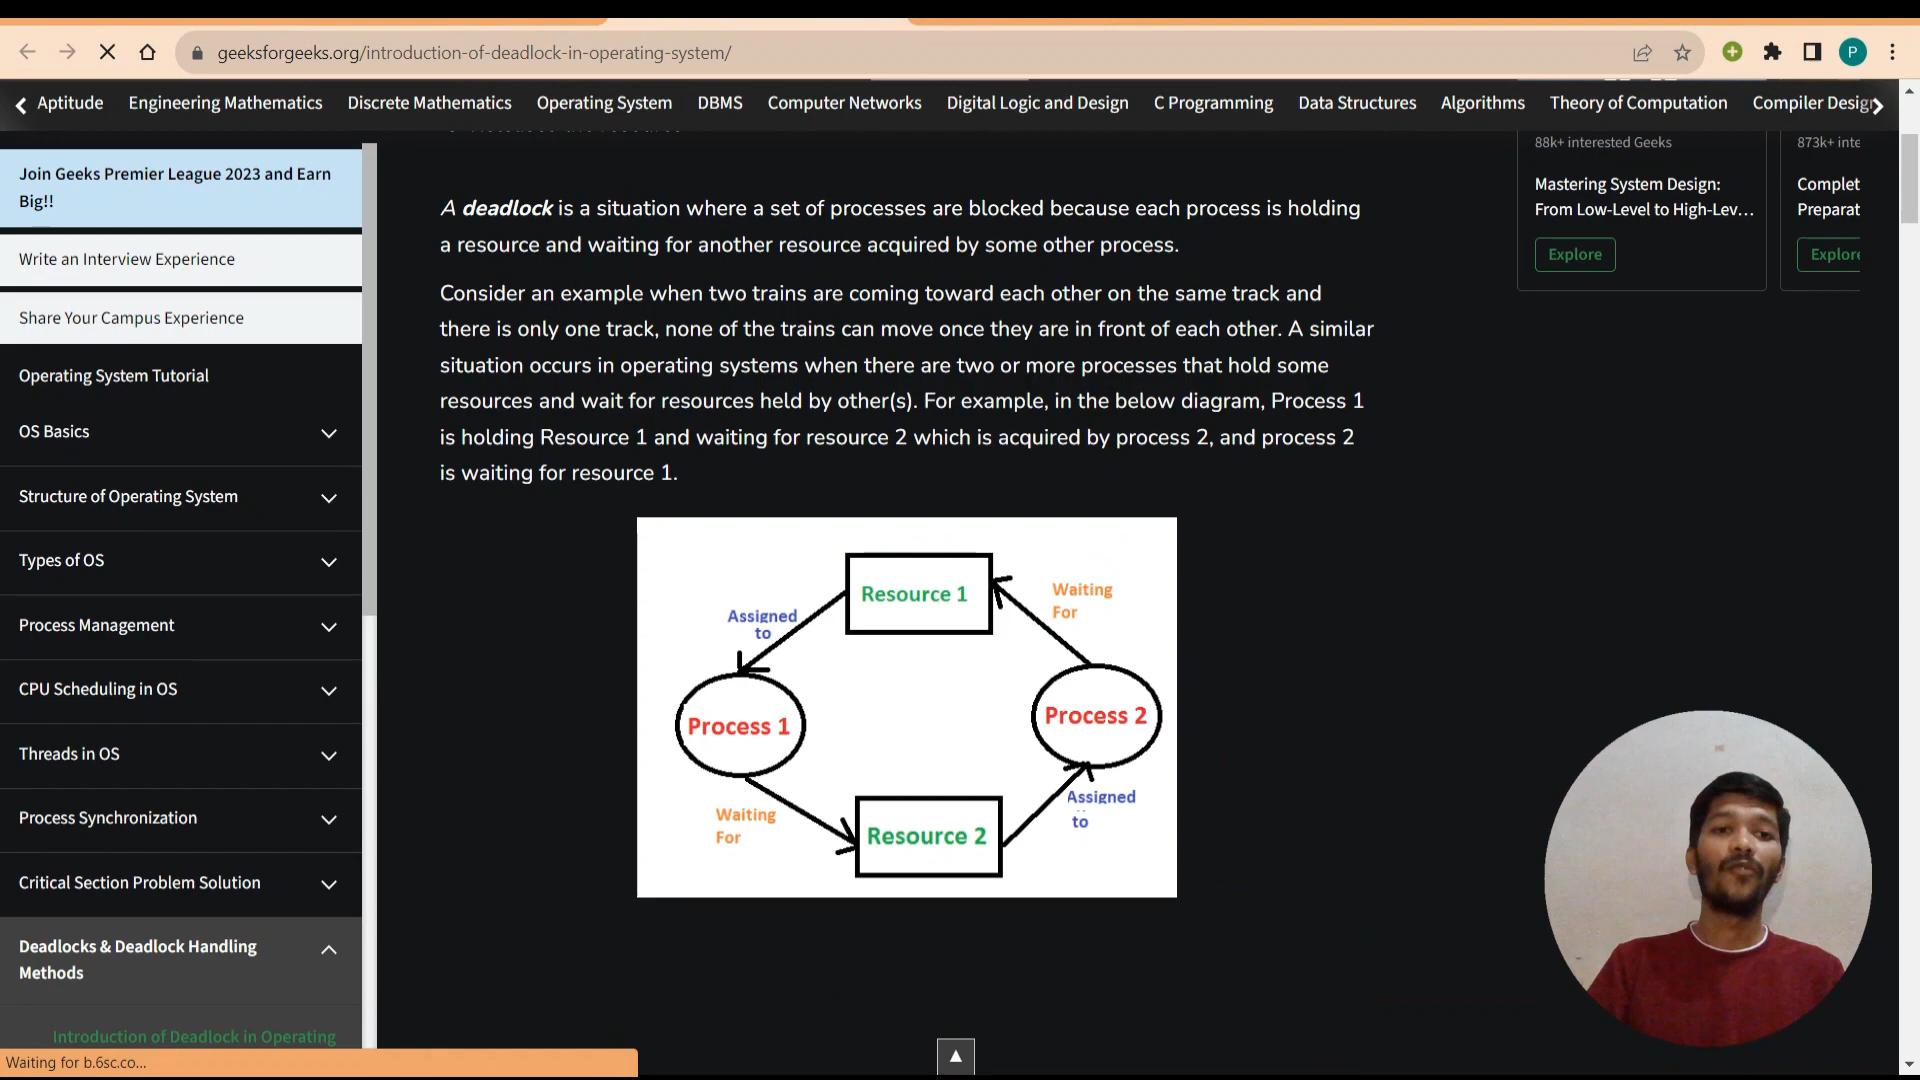 geeksforgeeks.org/introduction-of-deadlock-in-operating-system/
P
Aptitude Engineering Mathematics Discrete Mathematics Operating System DBMS Computer Networks Digital Logic and Design C Programming Data Structures Algorithms Theory of Computation Compiler Design
Join Geeks Premier League 2023 and Earn
Big!!
Write an Interview Experience
Share Your Campus Experience
Operating System Tutorial
OS Basics
Structure of Operating System
Types of OS
Process Management
CPU Scheduling in OS
Threads in OS
Process Synchronization
Critical Section Problem Solution
Deadlocks & Deadlock Handling
Methods
Introduction of Deadlock in Operating
Waiting for b.6sc.co...
A deadlock is a situation where a set of processes are blocked because each process is holding
a resource and waiting for another resource acquired by some other process.
Consider an example when two trains are coming toward each other on the same track and
there is only one track, none of the trains can move once they are in front of each other. A similar
situation occurs in operating systems when there are two or more processes that hold some
resources and wait for resources held by other(s). For example, in the below diagram, Process 1
is holding Resource 1 and waiting for resource 2 which is acquired by process 2, and process 2
is waiting for resource 1.
Resource 1
Assigned
to
Waiting
For
Process 1
Process 2
Waiting
For
Resource 2
Assigned
to
88k+ interested Geeks
Mastering System Design:
From Low-Level to High-Lev...
Explore
873k+ inte
Complet
Preparat
Explore